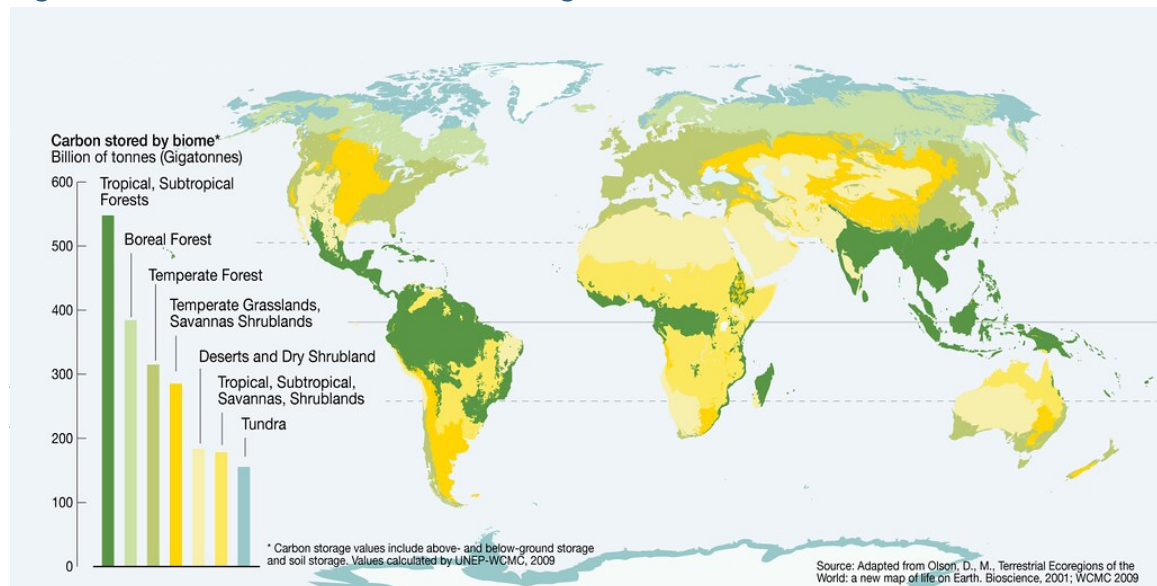 Carbon stored by biome*
Billion of tonnes (Gigatonnes)
600
Tropical, Subtropical
Forests
500
Boreal Forest
Temperate Forest
400
Temperate Grasslands,
Savannas Shrublands
300
Deserts and Dry Shrubland
Tropical, Subtropical,
Savannas, Shrublands
Tundra
200
100
0
* Carbon storage values include above- and below-ground storage
and soil storage. Values calculated by UNEP-WCMC, 2009
Source: Adapted from Olson, D., M., Terrestrial Ecoregions of the
World: a new map of life on Earth. Bioscience, 2001; WCMC 2009